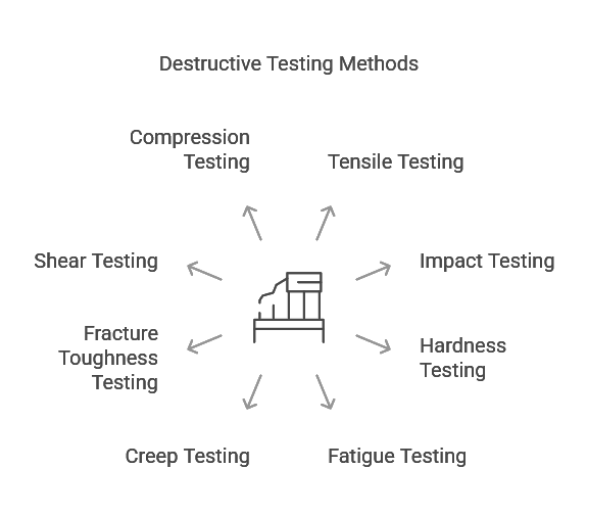 Destructive Testing Methods
Compression
Testing
Tensile Testing
Shear Testing
Impact Testing
Fracture
Toughness
Testing
Hardness
Testing
Creep Testing
Fatigue Testing